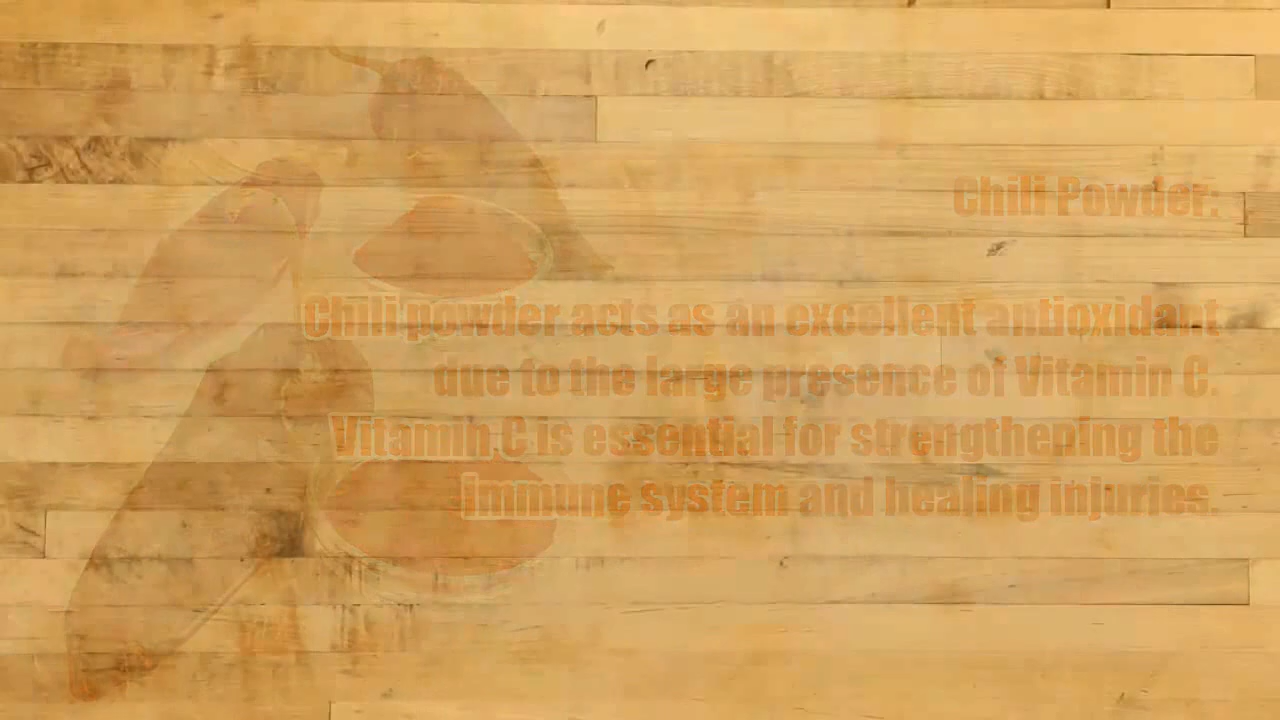 Chili Powder:
Chili powder acts as an excellent antioxidant
due to the large presence of Vitamin C.
Vitamin C is essential for strengthening the
immune system and healing injuries.